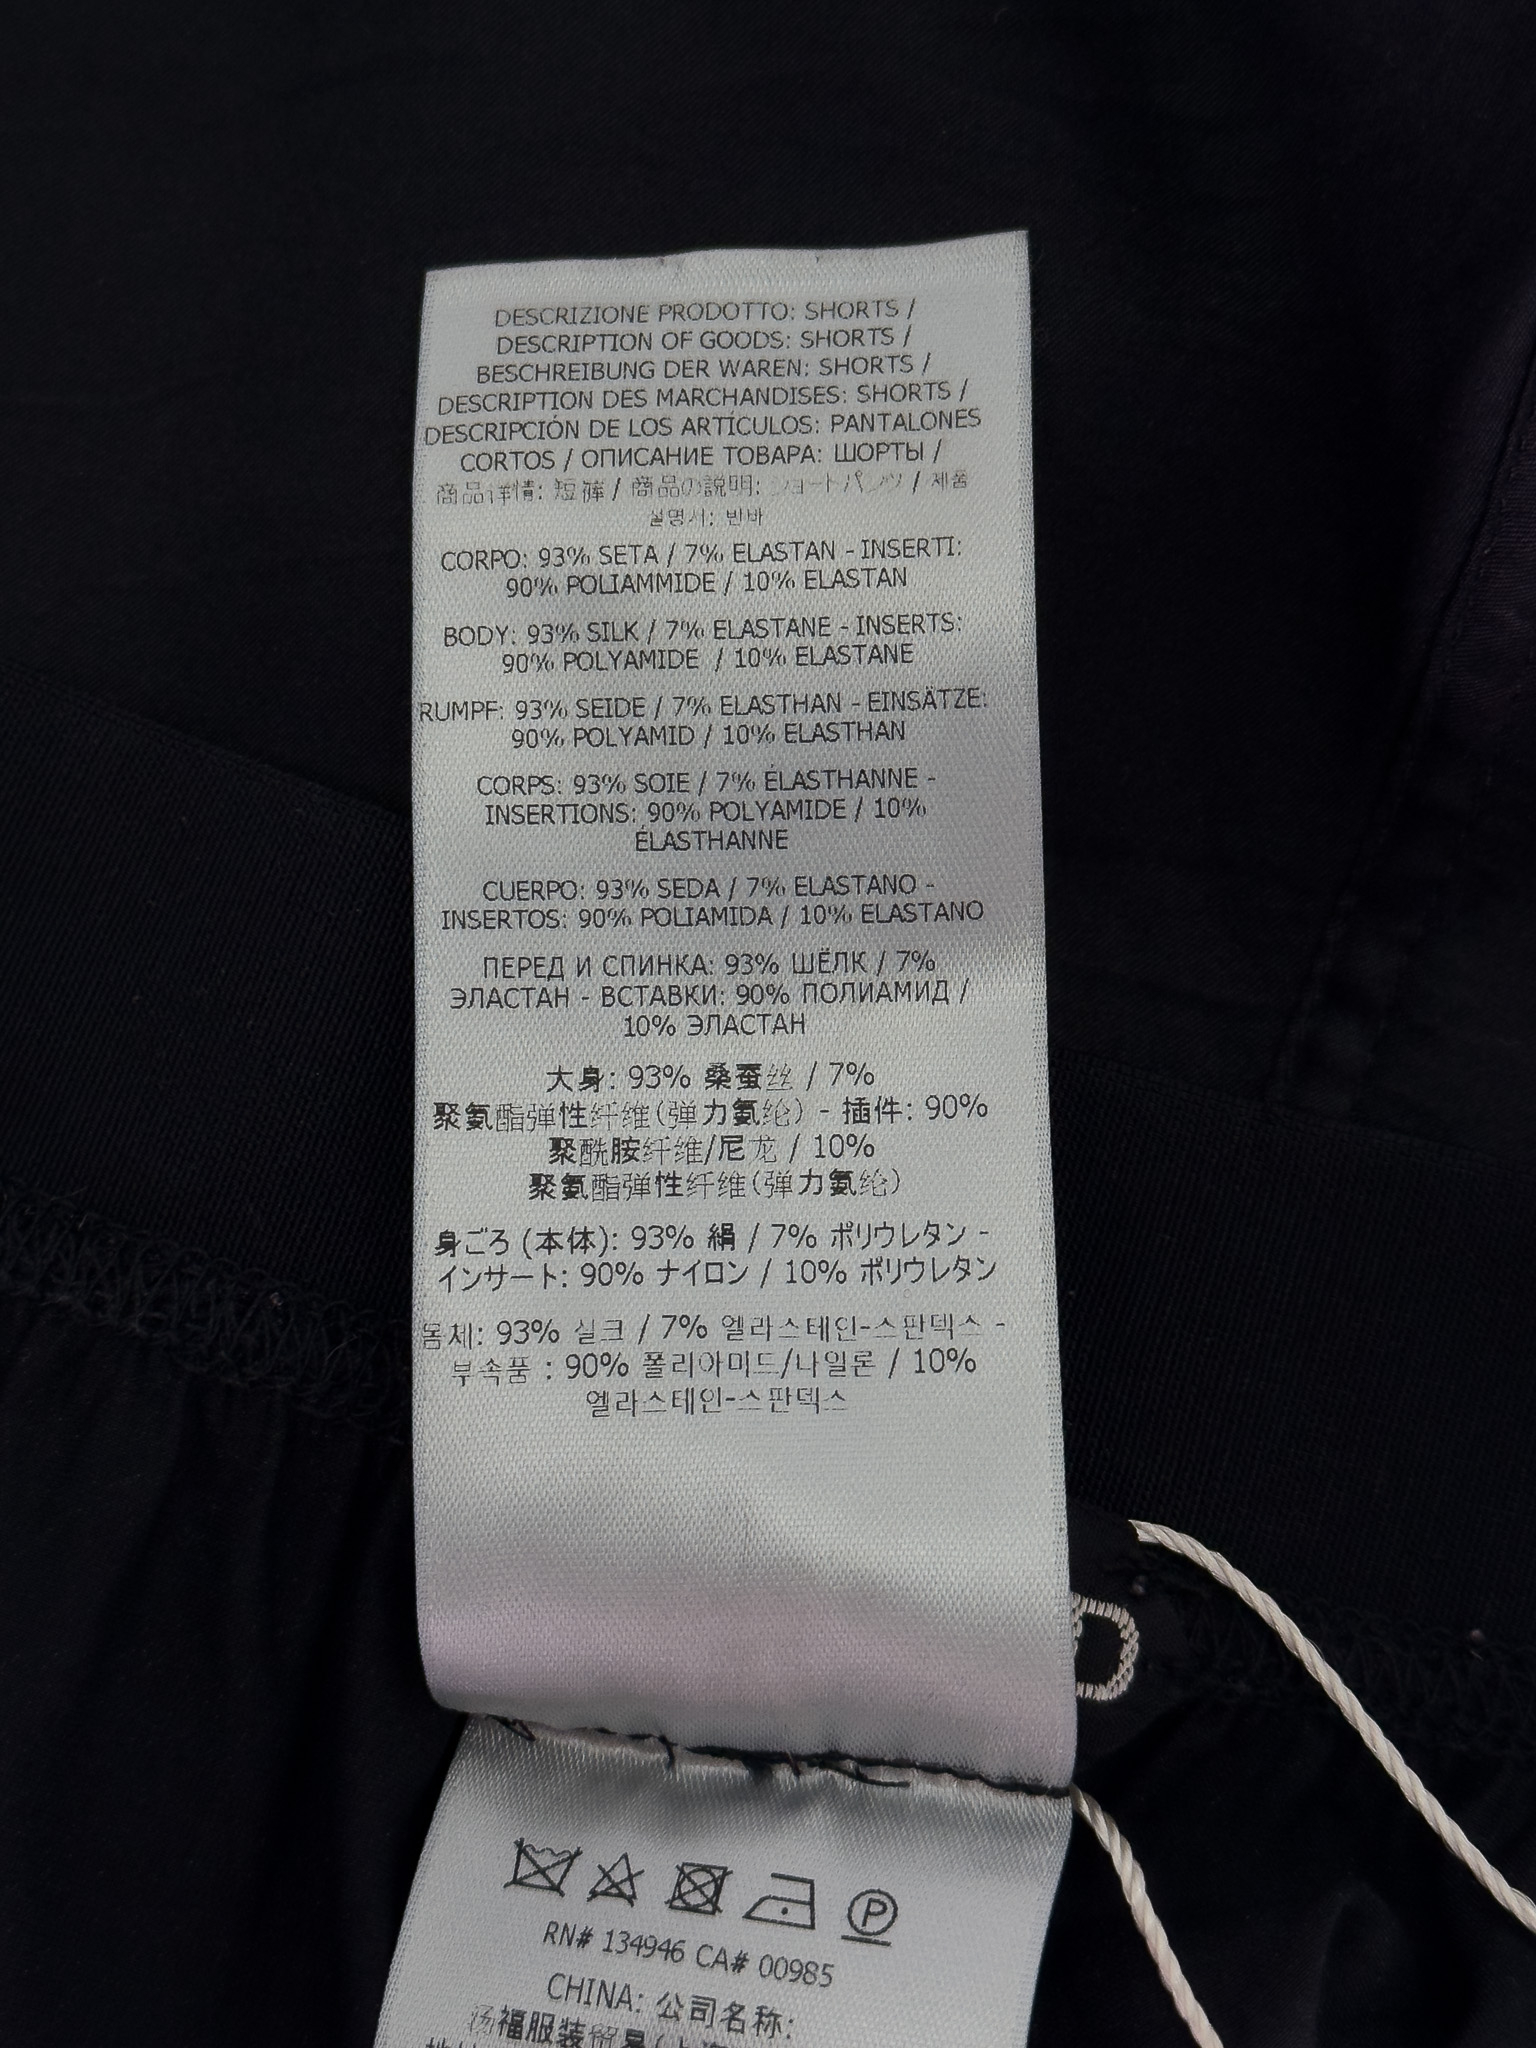 DESCRIZIONE PRODOTTO: SHORTS /
DESCRIPTION OF GOODS: SHORTS /
BESCHREIBUNG DER WAREN: SHORTS /
DESCRIPTION DES MARCHANDISES: SHORTS /
DESCRIPCIÓN DE LOS ARTÍCULOS: PANTALONES
CORTOS / ОПИСАНИЕ ТОВАРА: ШОРТЫ /
商品详情: 短裤 / 商品の説明: ショートパンツ / 제품
설명서: 반바
CORPO: 93% SETA / 7% ELASTAN - INSERTI:
90% POLIAMMIDE / 10% ELASTAN
BODY: 93% SILK / 7% ELASTANE - INSERTS:
90% POLYAMIDE / 10% ELASTANE
RUMPF: 93% SEIDE / 7% ELASTHAN - EINSÄTZE:
90% POLYAMID / 10% ELASTHAN
CORPS: 93% SOIE / 7% ÉLASTHANNE -
INSERTIONS: 90% POLYAMIDE / 10%
ÉLASTHANNE
CUERPO: 93% SEDA / 7% ELASTANO -
INSERTOS: 90% POLIAMIDA / 10% ELASTANO
ПЕРЕД И СПИНКА: 93% ШЁЛК / 7%
ЭЛАСТАН - ВСТАВКИ: 90% ПОЛИАМИД /
10% ЭЛАСТАН
大身: 93% 桑蚕丝 / 7%
聚氨酯弹性纤维(弹力氨纶) - 插件: 90%
聚酰胺纤维/尼龙 / 10%
聚氨酯弹性纤维(弹力氨纶)
身ごろ (本体): 93% 絹 / 7% ポリウレタン -
インサート: 90% ナイロン / 10% ポリウレタン
몸체: 93% 실크 / 7% 엘라스테인-스판덱스 -
부속품 : 90% 폴리아미드/나일론 / 10%
엘라스테인-스판덱스
P
RN# 134946 CA# 00985
CHINA: 公司名称:
汤福服装贸易(上海